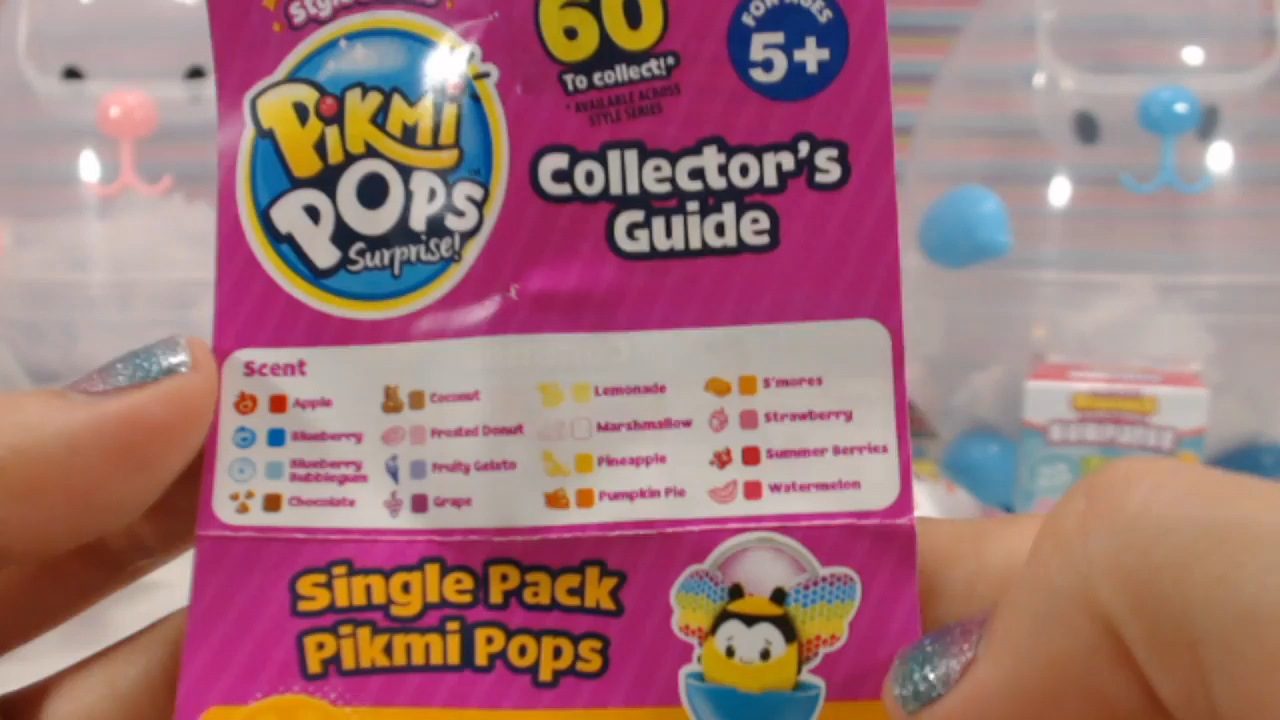 60
To collect!*
* AVAILABLE ACROSS
STYLE SERIES
FOR AGES
5+
PiKMi
POPS
Surprise!
Collector's
Guide
Scent
Apple
Blueberry
Blueberry
Bubblegum
Chocolate
Coconut
Frosted Donut
Fruity Gelato
Grape
Lemonade
Marshmallow
Pineapple
Pumpkin Pie
S'mores
Strawberry
Summer Berries
Watermelon
Single Pack
Pikmi Pops